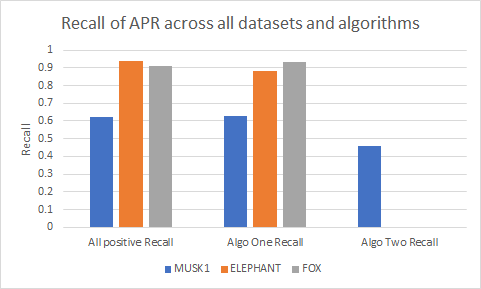 Recall of APR across all datasets and algorithms
1
0.9
0.8
0.7
0.6
0.5
0.4
0.3
0.2
0.1
0
Recall
All positive Recall
Algo One Recall
Algo Two Recall
MUSK1 ELEPHANT FOX